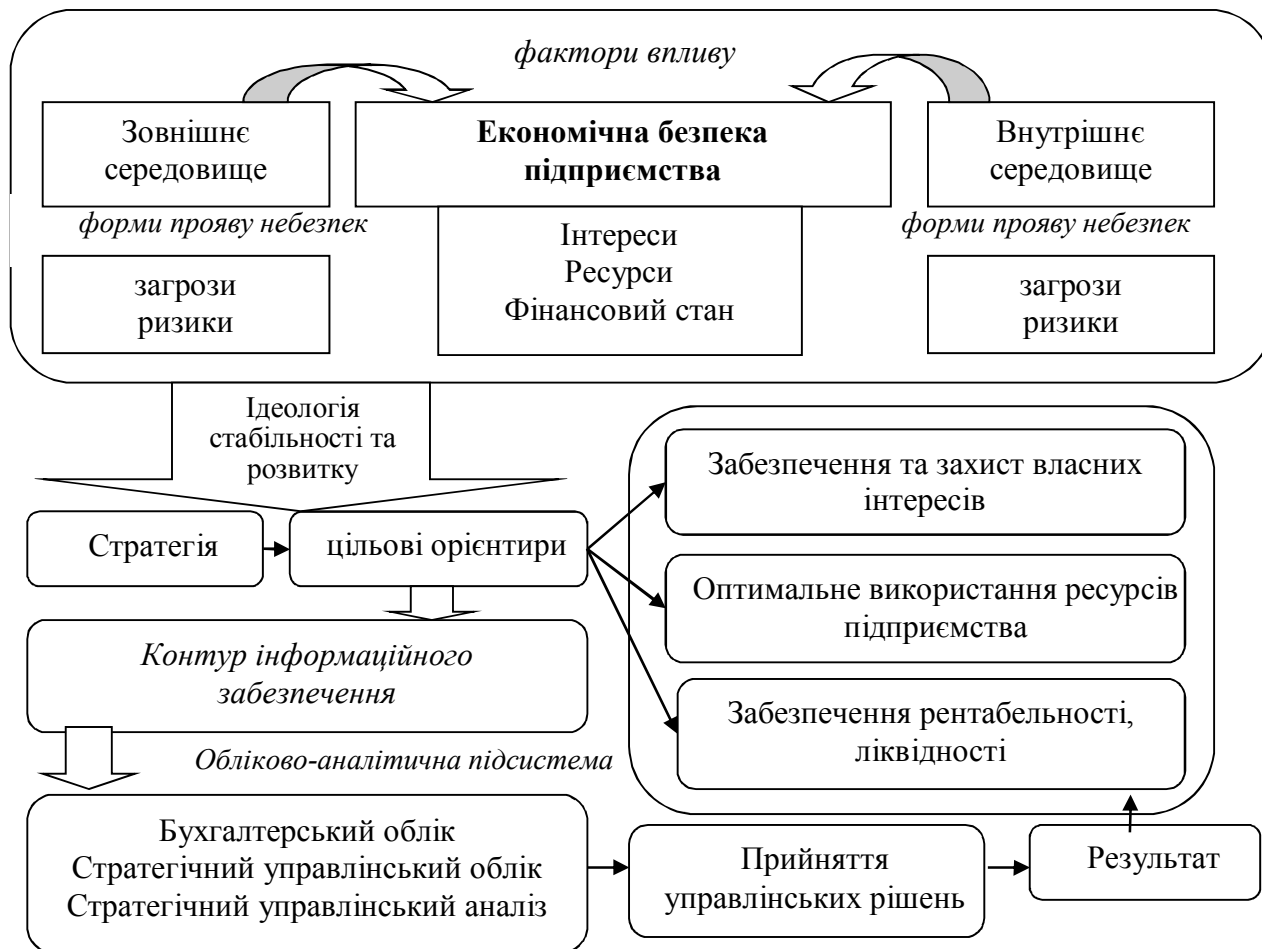 фактори впливу
Зовнішнє
середовище
Економічна безпека
підприємства
Внутрішнє
середовище
форми прояву небезпек
форми прояву небезпек
Інтереси
Ресурси
Фінансовий стан
загрози
ризики
загрози
ризики
Ідеологія
стабільності та
розвитку
Забезпечення та захист власних
інтересів
Стратегія
цільові орієнтири
Оптимальне використання ресурсів
підприємства
Контур інформаційного
забезпечення
Забезпечення рентабельності,
ліквідності
Обліково-аналітична підсистема
Бухгалтерський облік
Стратегічний управлінський облік
Стратегічний управлінський аналіз
Прийняття
управлінських рішень
Результат